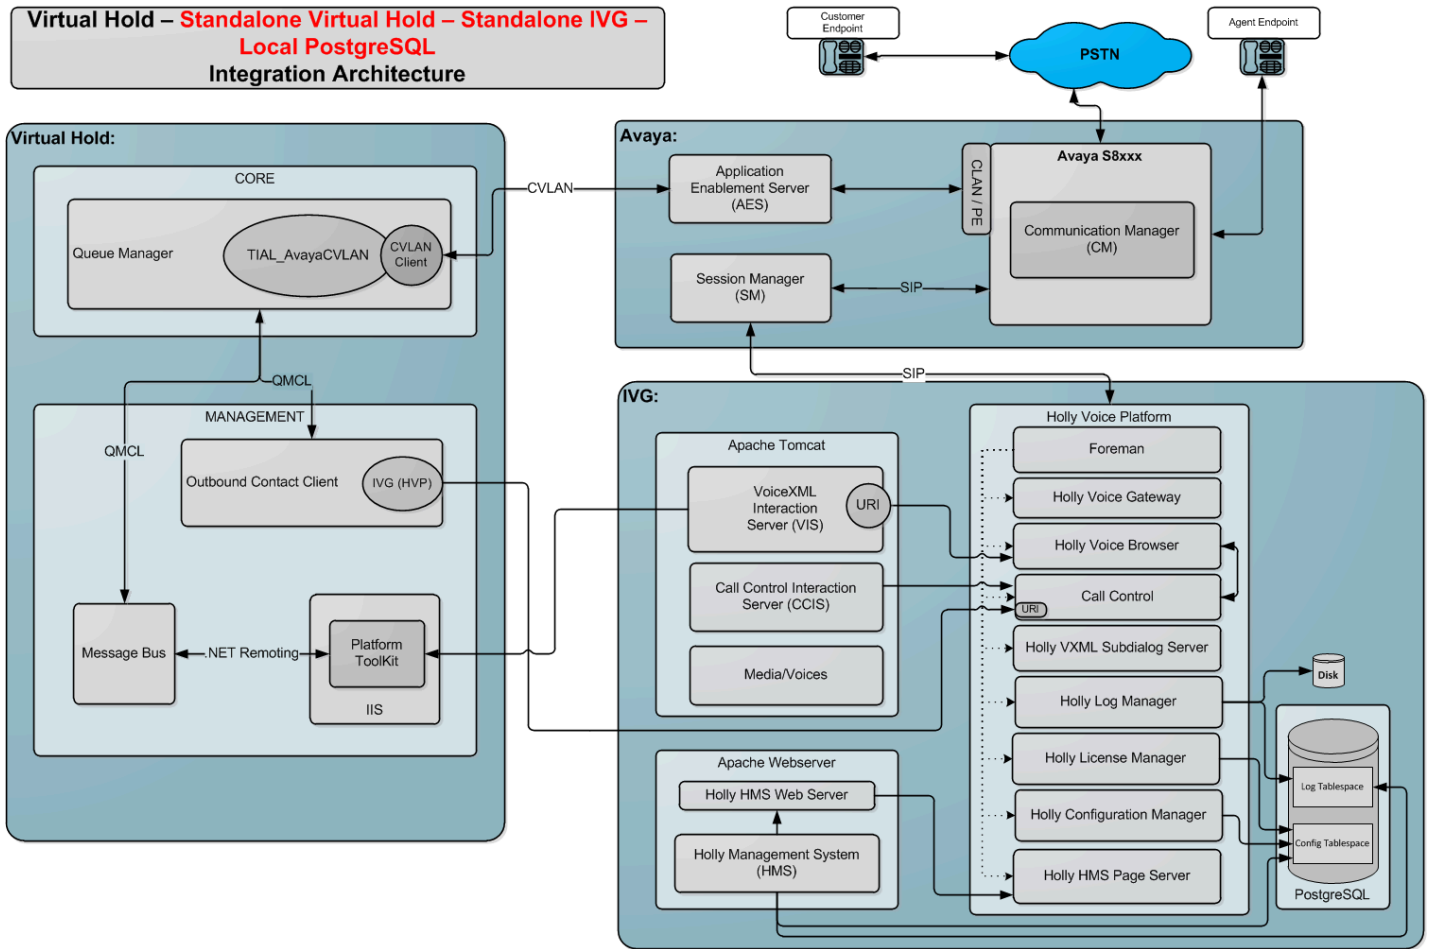 Virtual Hold – Standalone Virtual Hold – Standalone IVG –
Local PostgreSQL
Integration Architecture
Customer
Endpoint
PSTN
Agent Endpoint
Virtual Hold:
CORE
Queue Manager
TIAL_AvayaCVLAN
CVLAN
Client
CVLAN
Avaya:
Application
Enablement Server
(AES)
CLAN / PE
Avaya S8xxx
Communication Manager
(CM)
Session Manager
(SM)
SIP
SIP
QMCL
QMCL
MANAGEMENT
Outbound Contact Client
IVG (HVP)
Message Bus
.NET Remoting
Platform
ToolKit
IIS
IVG:
Apache Tomcat
VoiceXML
Interaction
Server (VIS)
URI
Call Control Interaction
Server (CCIS)
Media/Voices
Apache Webserver
Holly HMS Web Server
Holly Management System
(HMS)
Holly Voice Platform
Foreman
Holly Voice Gateway
Holly Voice Browser
Call Control
URI
Holly VXML Subdialog Server
Holly Log Manager
Holly License Manager
Holly Configuration Manager
Holly HMS Page Server
Disk
Log Tablespace
Config Tablespace
PostgreSQL